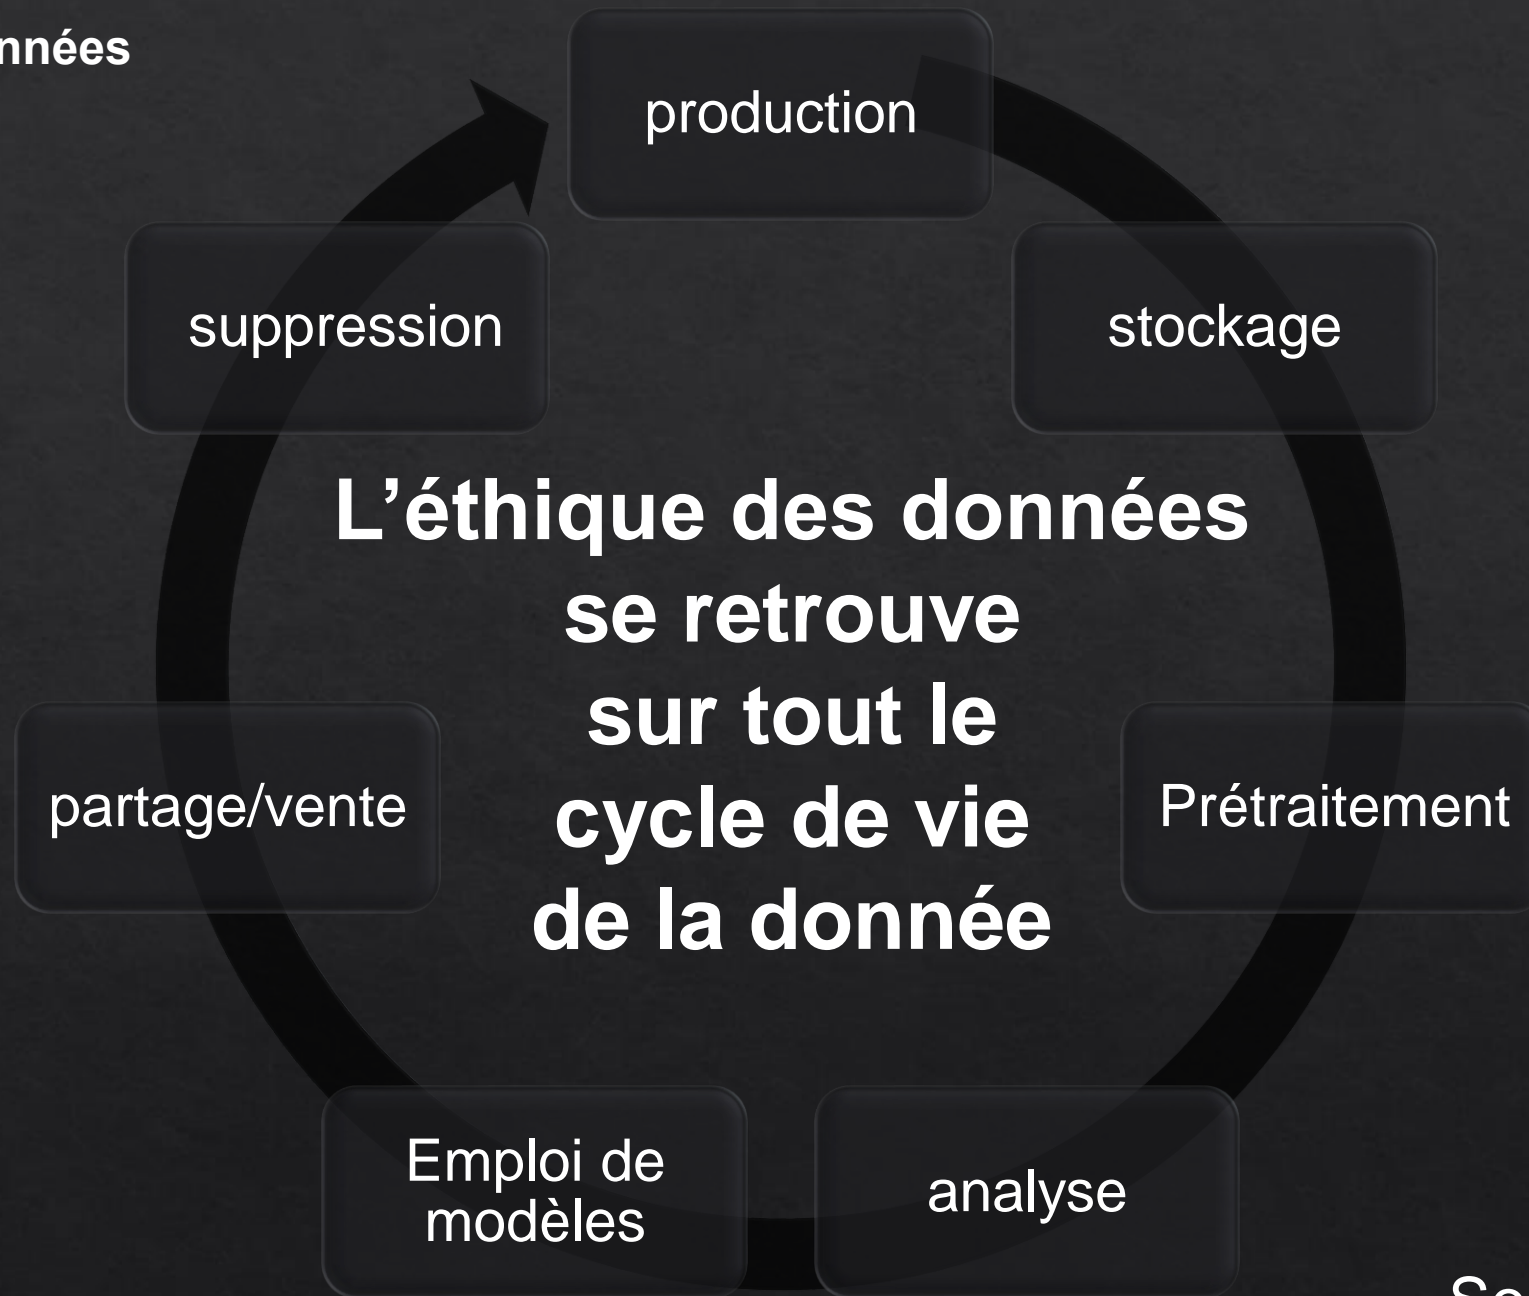 production
suppression
stockage
L’éthique des données
se retrouve
sur tout le
cycle de vie
de la donnée
partage/vente
Prétraitement
Emploi de
modèles
analyse